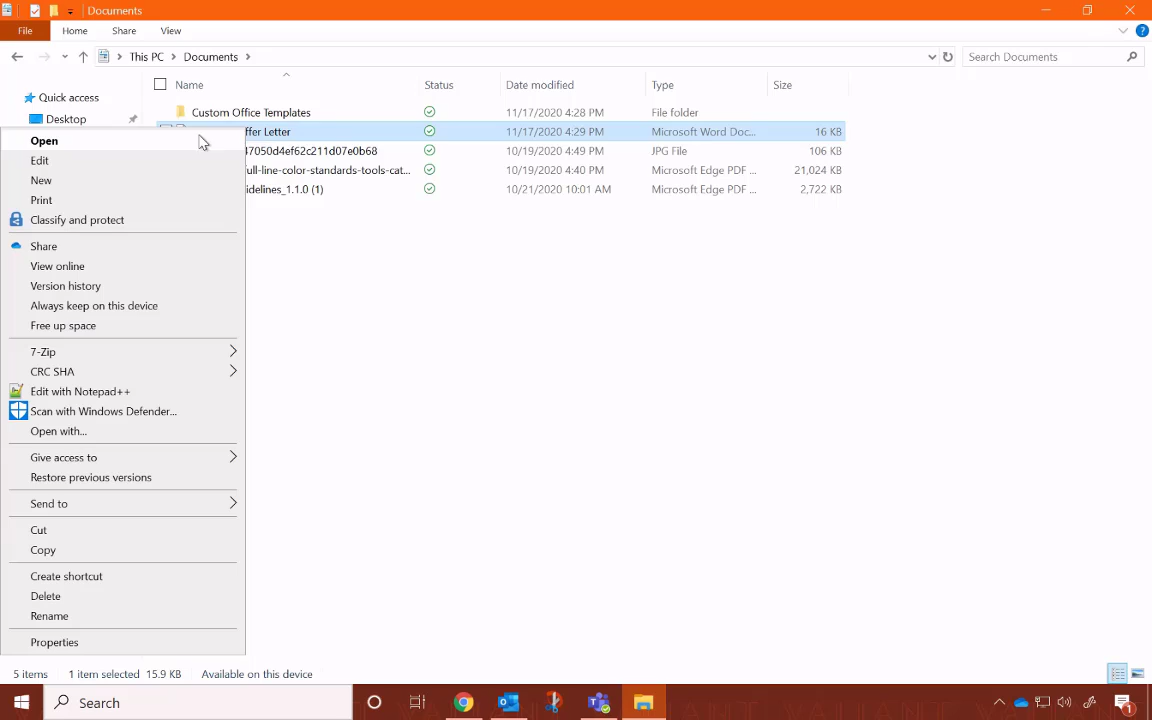 Documents
File Home Share View
This PC Documents Search Documents
Name Status Date modified Type Size
Quick access
Custom Office Templates 11/17/2020 4:28 PM File folder
Desktop
ffer Letter 11/17/2020 4:29 PM Microsoft Word Doc... 16 KB
7050d4ef62c211d07e0b68 10/19/2020 4:49 PM JPG File 106 KB
ull-line-color-standards-tools-cat... 10/19/2020 4:40 PM Microsoft Edge PDF ... 21,024 KB
idelines_1.1.0 (1) 10/21/2020 10:01 AM Microsoft Edge PDF ... 2,722 KB
Open
Edit
New
Print
Classify and protect
Share
View online
Version history
Always keep on this device
Free up space
7-Zip
CRC SHA
Edit with Notepad++
Scan with Windows Defender...
Open with...
Give access to
Restore previous versions
Send to
Cut
Copy
Create shortcut
Delete
Rename
Properties
5 items 1 item selected 15.9 KB Available on this device
Search
1